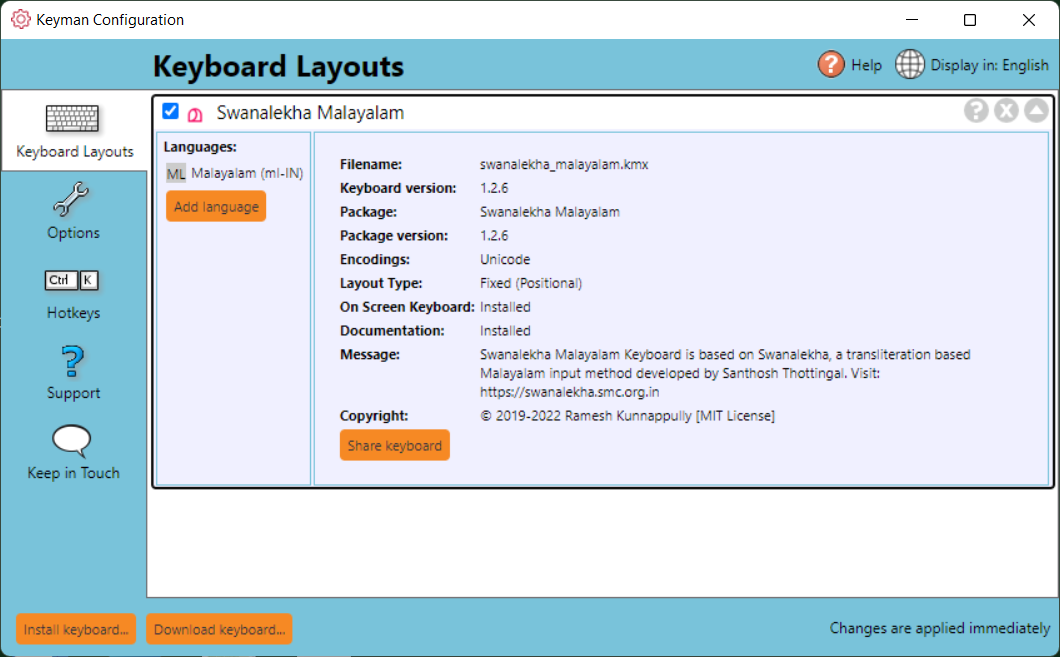 Keyman Configuration
Keyboard Layouts
Help
Display in: English
Keyboard Layouts
Options
Ctrl K
Hotkeys
Support
Keep in Touch
Swanalekha Malayalam
Languages:
ML Malayalam (ml-IN)
Add language
Filename: swanalekha_malayalam.kmx
Keyboard version: 1.2.6
Package: Swanalekha Malayalam
Package version: 1.2.6
Encodings: Unicode
Layout Type: Fixed (Positional)
On Screen Keyboard: Installed
Documentation: Installed
Message: Swanalekha Malayalam Keyboard is based on Swanalekha, a transliteration based
Malayalam input method developed by Santhosh Thottingal. Visit:
https://swanalekha.smc.org.in
Copyright: © 2019-2022 Ramesh Kunnappully [MIT License]
Share keyboard
Install keyboard...
Download keyboard...
Changes are applied immediately